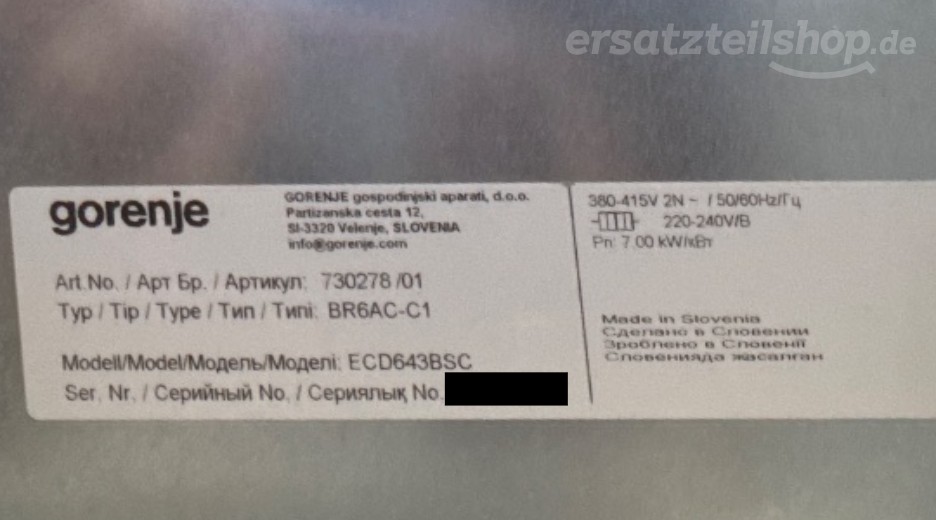 ersatzteilshop.de
gorenje
GORENJE gospodinjski aparati, d.o.o.
Partizanska cesta 12,
SI-3320 Velenje, SLOVENIA
info@gorenje.com
Art.No. / Арт Бр. / Артикул: 730278 /01
Typ / Tip / Type / Тип / Типі: BR6AC-C1
Modell/Model/Модель/Моделі: ECD643BSC
Ser. Nr. / Серийный No. / Сериялық No.
380-415V 2N ~ / 50/60Hz/Гц
220-240V/В
Pn: 7.00 kW/кВт
Made in Slovenia
Сделано в Словении
Зроблено в Словенії
Словенияда жасалган